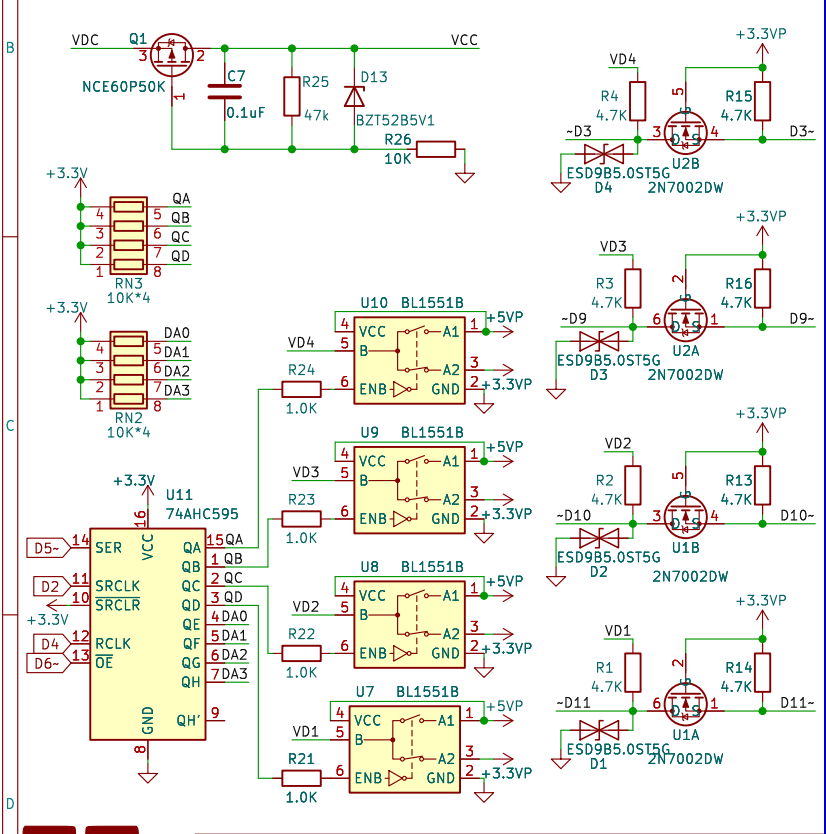 B
VDC
Q1
3
2
1
NCE60P50K
VCC
C7
0.1uF
R25
47k
D13
BZT52B5V1
R26
10K
+3.3V
4
3
2
1
5
6
7
8
QA
QB
QC
QD
RN3
10K*4
+3.3V
4
3
2
1
5
6
7
8
DA0
DA1
DA2
DA3
RN2
10K*4
C
U10 BL1551B
VD4
4 VCC
5 B
6 ENB
A1 1
A2 3
GND 2
+5VP
+3.3VP
R24
1.0K
U9 BL1551B
VD3
4 VCC
5 B
6 ENB
A1 1
A2 3
GND 2
+5VP
+3.3VP
R23
1.0K
U8 BL1551B
VD2
4 VCC
5 B
6 ENB
A1 1
A2 3
GND 2
+5VP
+3.3VP
R22
1.0K
U7 BL1551B
VD1
4 VCC
5 B
6 ENB
A1 1
A2 3
GND 2
+5VP
+3.3VP
R21
1.0K
+3.3V
U11
74AHC595
16
VCC
D5~ 14 SER
D2 11 SRCLK
10 SRCLR
+3.3V
D4 12 RCLK
D6~ 13 OE
QA 15 QA
QB 1 QB
QC 2 QC
QD 3 QD
QE 4 DA0
QF 5 DA1
QG 6 DA2
QH 7 DA3
QH' 9
GND
8
D
+3.3VP
VD4
R4
4.7K
5
G
R15
4.7K
~D3
3 D S 4
D3~
U2B
ESD9B5.0ST5G
D4
2N7002DW
+3.3VP
VD3
R3
4.7K
2
G
R16
4.7K
~D9
6 D S 1
D9~
U2A
ESD9B5.0ST5G
D3
2N7002DW
+3.3VP
VD2
R2
4.7K
5
G
R13
4.7K
~D10
3 D S 4
D10~
U1B
ESD9B5.0ST5G
D2
2N7002DW
+3.3VP
VD1
R1
4.7K
2
G
R14
4.7K
~D11
6 D S 1
D11~
U1A
ESD9B5.0ST5G
D1
2N7002DW